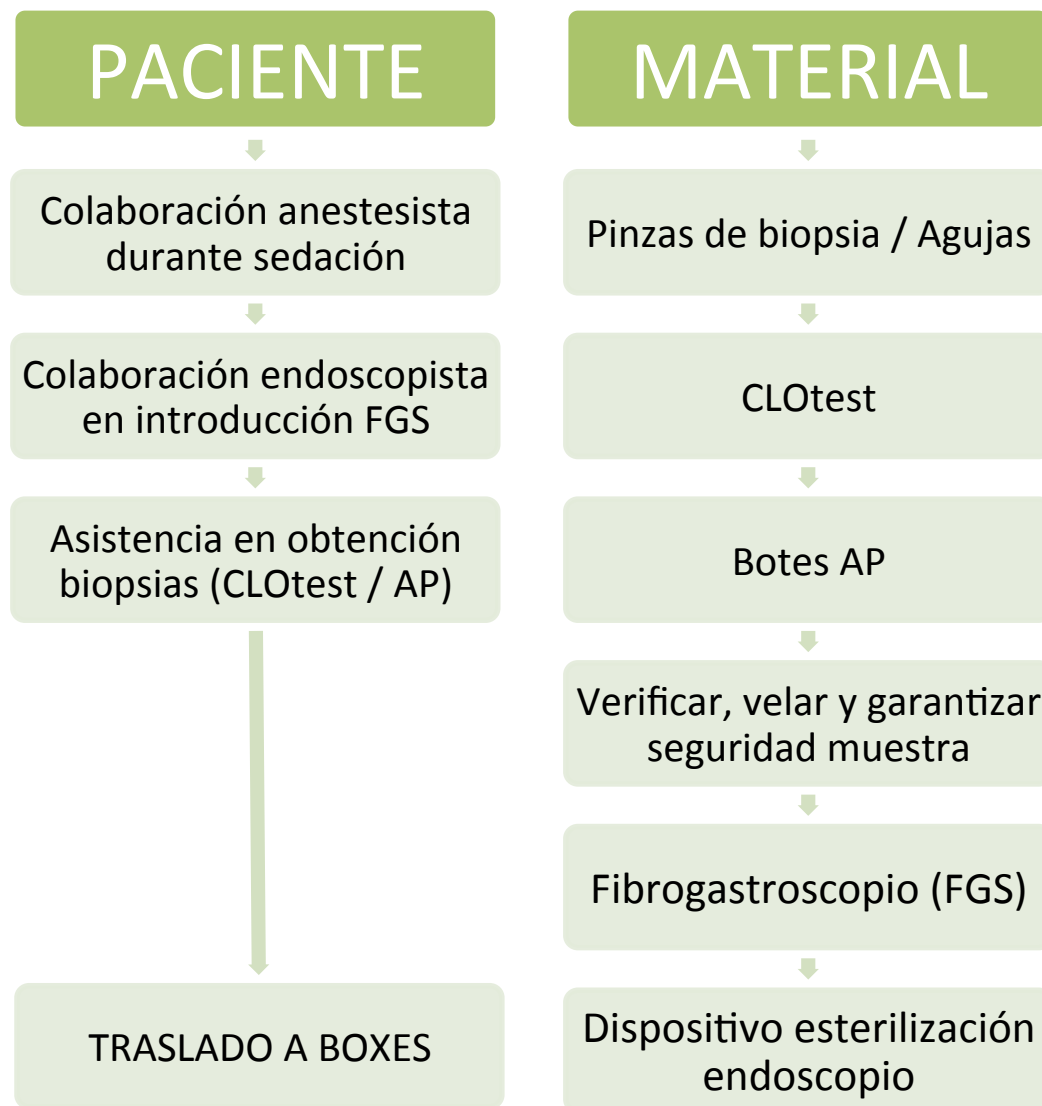 PACIENTE
Colaboración anestesista
durante sedación
Colaboración endoscopista
en introducción FGS
Asistencia en obtención
biopsias (CLOtest / AP)
TRASLADO A BOXES
MATERIAL
Pinzas de biopsia / Agujas
CLOtest
Botes AP
Verificar, velar y garantizar
seguridad muestra
Fibrogastroscopio (FGS)
Dispositivo esterilización
endoscopio